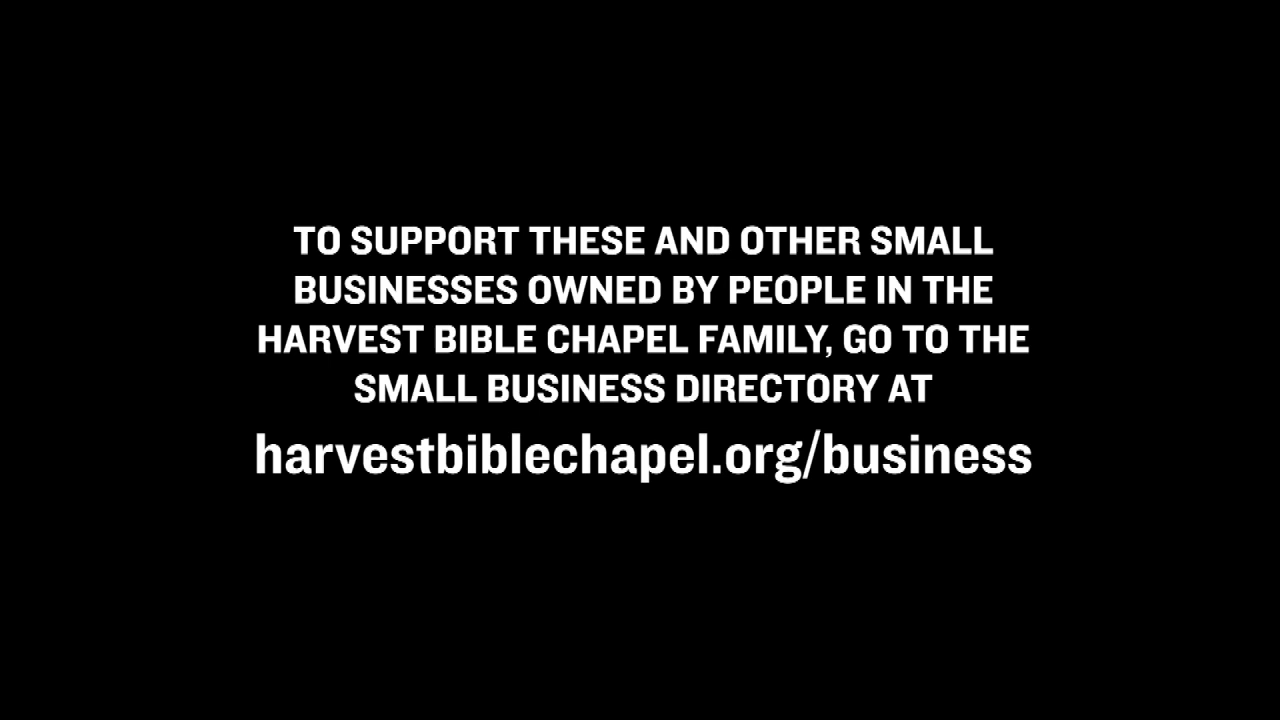 TO SUPPORT THESE AND OTHER SMALL
BUSINESSES OWNED BY PEOPLE IN THE
HARVEST BIBLE CHAPEL FAMILY, GO TO THE
SMALL BUSINESS DIRECTORY AT
harvestbiblechapel.org/business